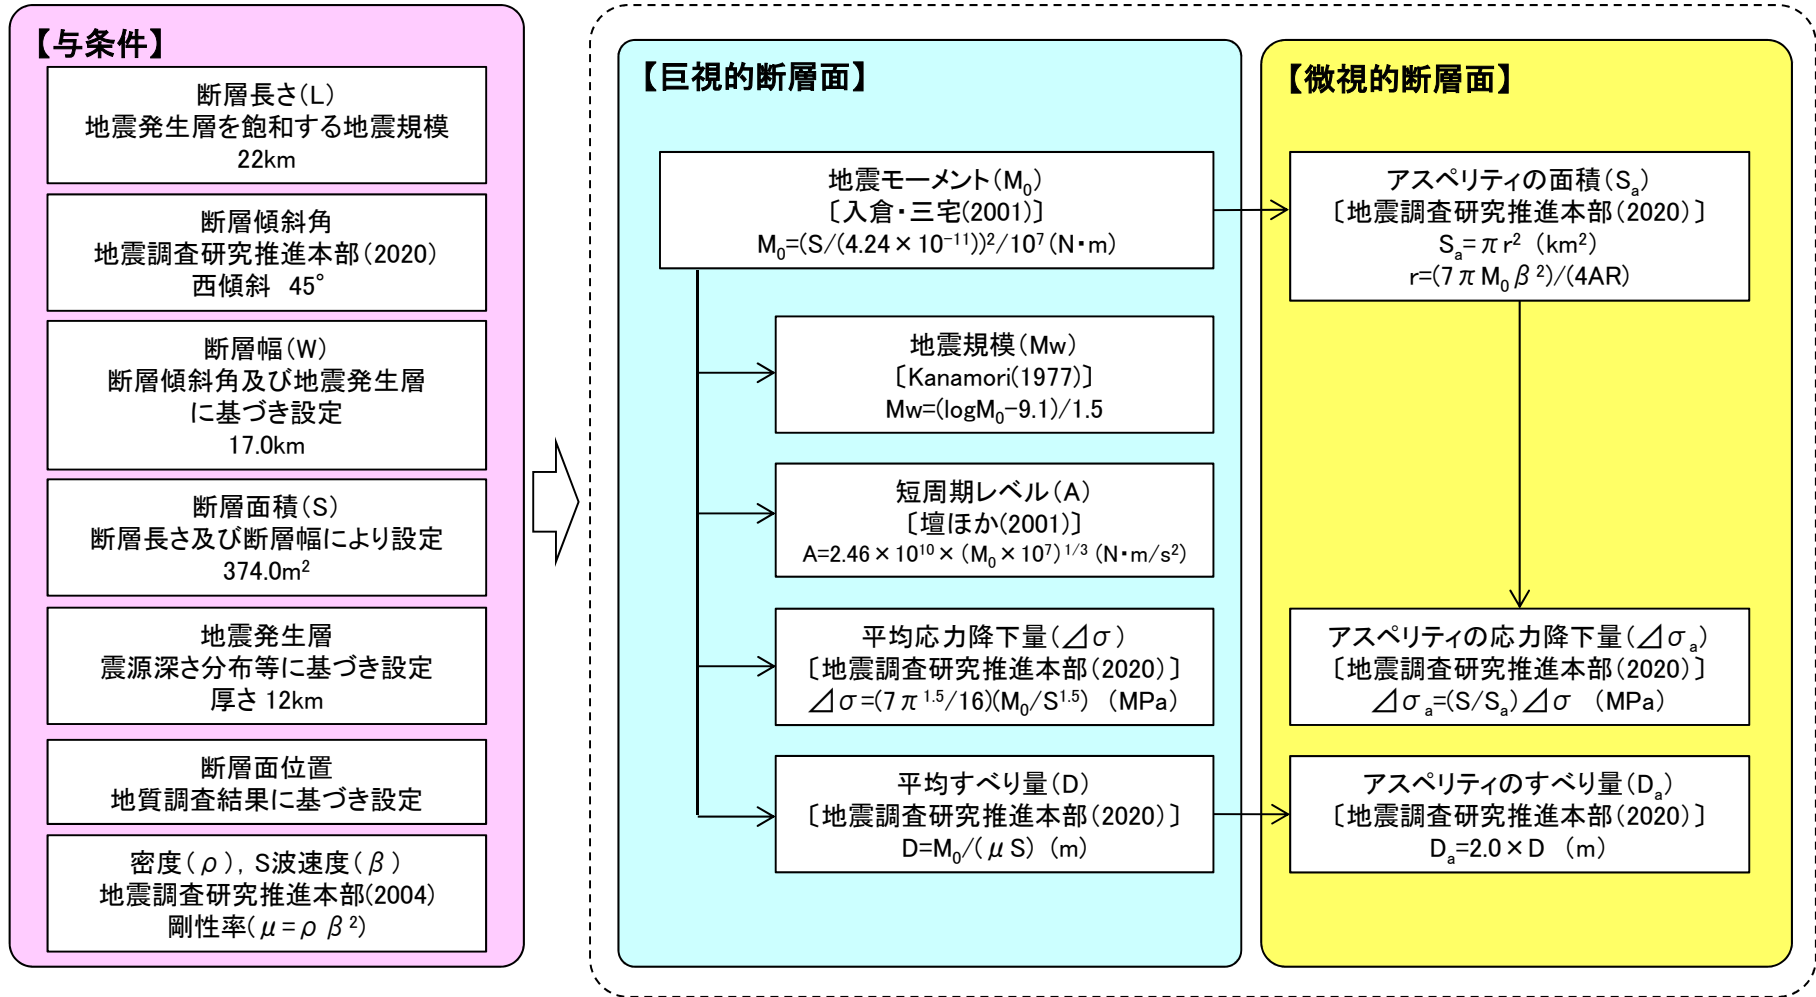 【与条件】
断層長さ(L)
地震発生層を飽和する地震規模
22km
断層傾斜角
地震調査研究推進本部(2020)
西傾斜 45°
断層幅(W)
断層傾斜角及び地震発生層
に基づき設定
17.0km
断層面積(S)
断層長さ及び断層幅により設定
374.0m²
地震発生層
震源深さ分布等に基づき設定
厚さ 12km
断層面位置
地質調査結果に基づき設定
密度(ρ), S波速度(β)
地震調査研究推進本部(2004)
剛性率(μ=ρβ²)
【巨視的断層面】
地震モーメント(M₀)
〔入倉・三宅(2001)〕
M₀=(S/(4.24×10⁻¹¹))²/10⁷(N・m)
地震規模(Mw)
〔Kanamori(1977)〕
Mw=(logM₀-9.1)/1.5
短周期レベル(A)
〔壇ほか(2001)〕
A=2.46×10¹⁰×(M₀×10⁷)¹/³(N・m/s²)
平均応力降下量(⊿σ)
〔地震調査研究推進本部(2020)〕
⊿σ=(7π¹·⁵/16)(M₀/S¹·⁵) (MPa)
平均すべり量(D)
〔地震調査研究推進本部(2020)〕
D=M₀/(μS) (m)
【微視的断層面】
アスペリティの面積(Sₐ)
〔地震調査研究推進本部(2020)〕
Sₐ=πr² (km²)
r=(7πM₀β²)/(4AR)
アスペリティの応力降下量(⊿σₐ)
〔地震調査研究推進本部(2020)〕
⊿σₐ=(S/Sₐ)⊿σ (MPa)
アスペリティのすべり量(Dₐ)
〔地震調査研究推進本部(2020)〕
Dₐ=2.0×D (m)